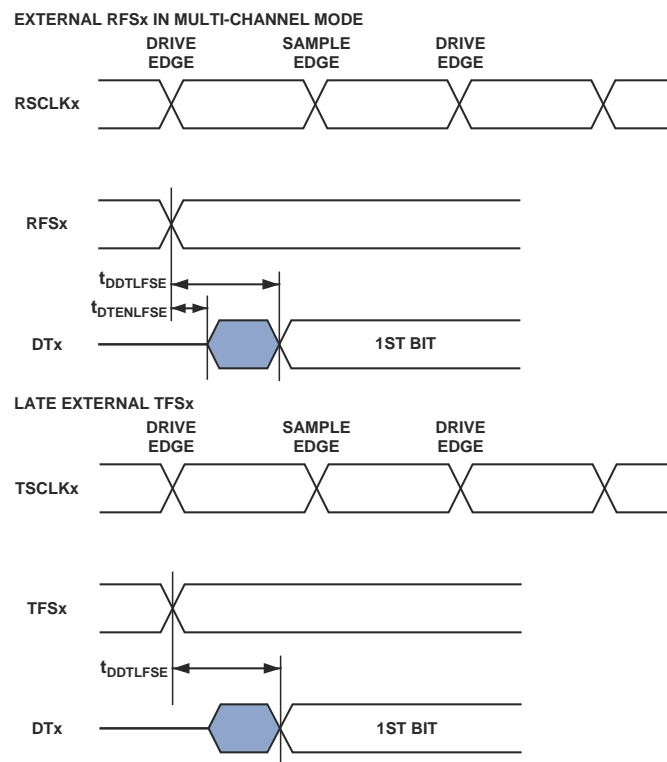 EXTERNAL RFSx IN MULTI-CHANNEL MODE
DRIVE EDGE
SAMPLE EDGE
DRIVE EDGE
RSCLKx
RFSx
tDDTLFSE
tDTENLFSE
DTx
1ST BIT
LATE EXTERNAL TFSx
DRIVE EDGE
SAMPLE EDGE
DRIVE EDGE
TSCLKx
TFSx
tDDTLFSE
DTx
1ST BIT